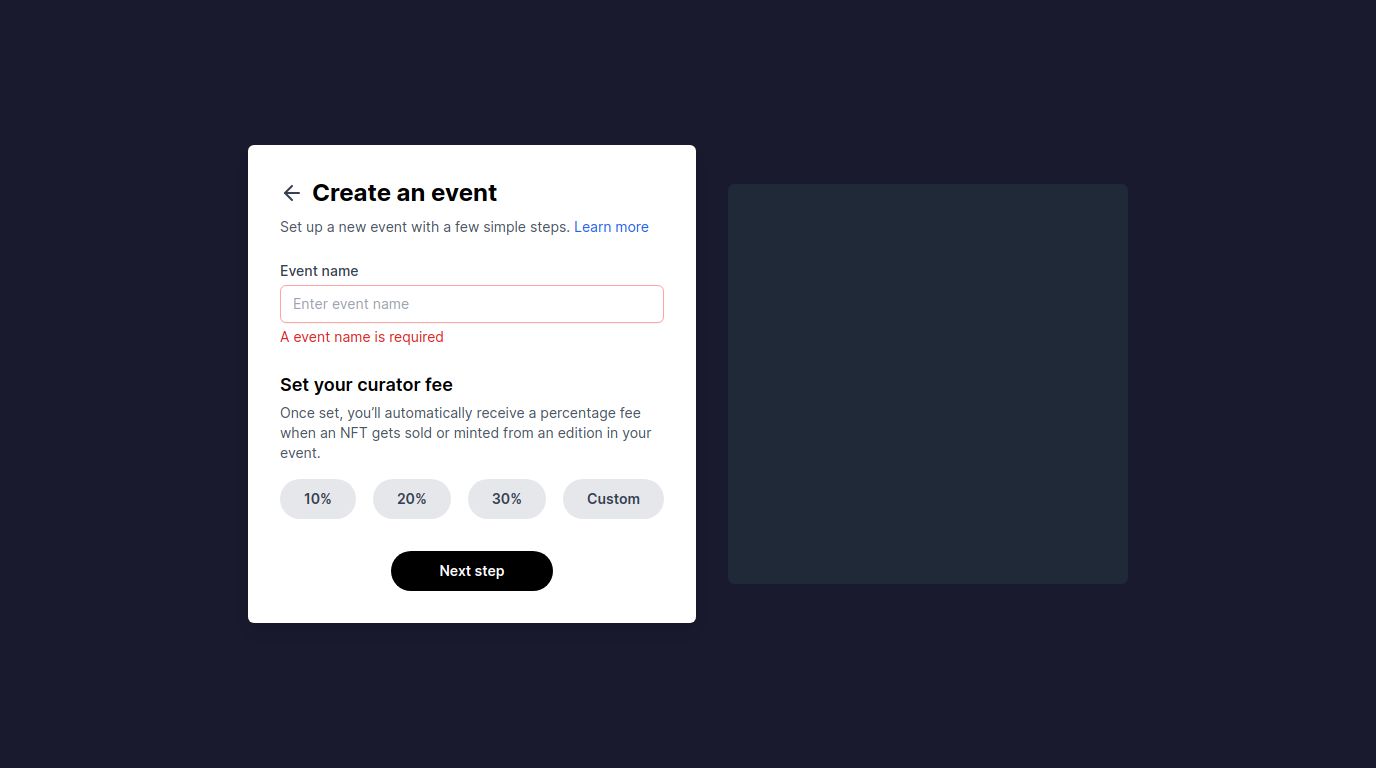 Create an event
Set up a new event with a few simple steps. Learn more
Event name
Enter event name
A event name is required
Set your curator fee
Once set, you’ll automatically receive a percentage fee
when an NFT gets sold or minted from an edition in your
event.
10% 20% 30% Custom
Next step